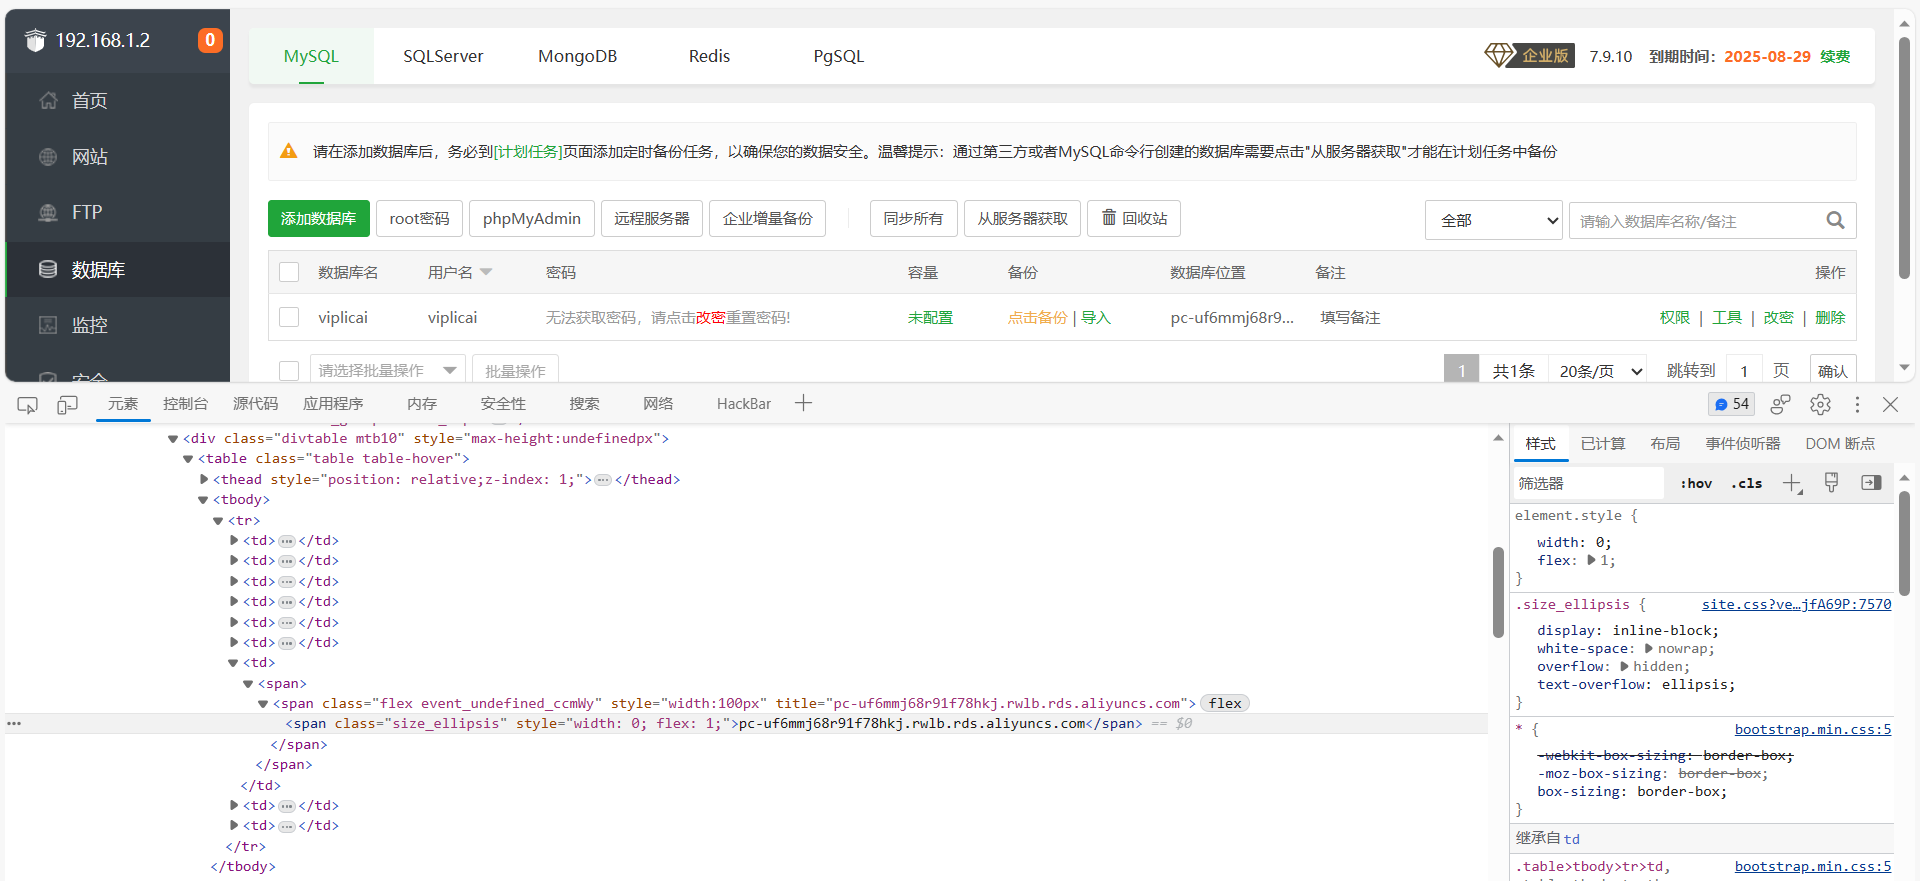 192.168.1.2 0
首页
网站
FTP
数据库
监控
安全
MySQL SQLServer MongoDB Redis PgSQL
企业版 7.9.10 到期时间：2025-08-29 续费
请在添加数据库后，务必到[计划任务]页面添加定时备份任务，以确保您的数据安全。温馨提示：通过第三方或者MySQL命令行创建的数据库需要点击"从服务器获取"才能在计划任务中备份
添加数据库 root密码 phpMyAdmin 远程服务器 企业增量备份 同步所有 从服务器获取 回收站 全部 请输入数据库名称/备注
数据库名 用户名 密码 容量 备份 数据库位置 备注 操作
viplicai viplicai 无法获取密码，请点击改密重置密码! 未配置 点击备份 | 导入 pc-uf6mmj68r9... 填写备注 权限 | 工具 | 改密 | 删除
请选择批量操作 批量操作 1 共1条 20条/页 跳转到 1 页 确认
元素 控制台 源代码 应用程序 内存 安全性 搜索 网络 HackBar 54
<div class="divtable mtb10" style="max-height:undefinedpx">
<table class="table table-hover">
<thead style="position: relative;z-index: 1;">…</thead>
<tbody>
<tr>
<td>…</td>
<td>…</td>
<td>…</td>
<td>…</td>
<td>…</td>
<td>…</td>
<td>
<span>
<span class="flex event_undefined_ccmWy" style="width:100px" title="pc-uf6mmj68r91f78hkj.rwlb.rds.aliyuncs.com"> flex
<span class="size_ellipsis" style="width: 0; flex: 1;">pc-uf6mmj68r91f78hkj.rwlb.rds.aliyuncs.com</span> == $0
</span>
</span>
</td>
<td>…</td>
<td>…</td>
</tr>
</tbody>
样式 已计算 布局 事件侦听器 DOM 断点
筛选器 :hov .cls
element.style {
width: 0;
flex: 1;
}
.size_ellipsis { site.css?ve…jfA69P:7570
display: inline-block;
white-space: nowrap;
overflow: hidden;
text-overflow: ellipsis;
}
* { bootstrap.min.css:5
-webkit-box-sizing: border-box;
-moz-box-sizing: border-box;
box-sizing: border-box;
}
继承自 td
.table>tbody>tr>td, bootstrap.min.css:5